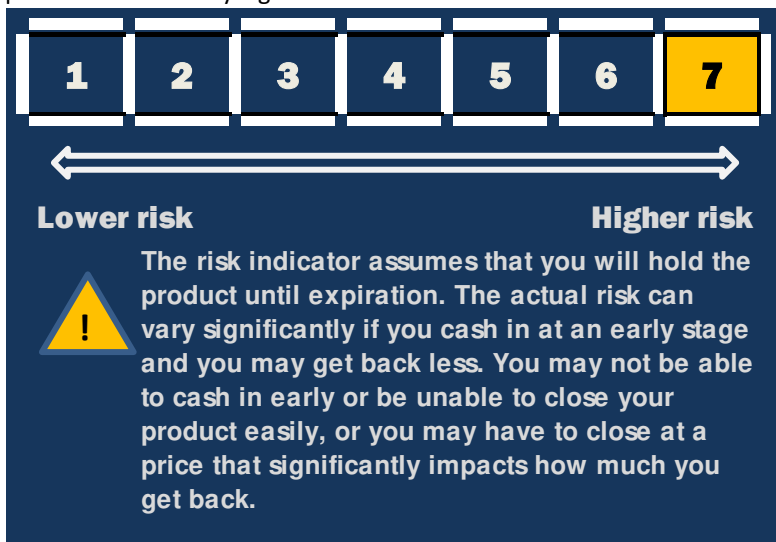 1 2 3 4 5 6 7
Lower risk Higher risk
The risk indicator assumes that you will hold the
product until expiration. The actual risk can
! vary significantly if you cash in at an early stage
and you may get back less. You may not be able
to cash in early or be unable to close your
product easily, or you may have to close at a
price that significantly impacts how much you
get back.